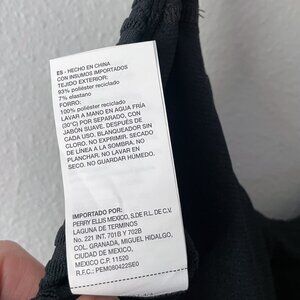 ES - HECHO EN CHINA
CON INSUMOS IMPORTADOS
TEJIDO EXTERIOR:
93% poliéster reciclado
7% elastano
FORRO:
100% poliéster reciclado
LAVAR A MANO EN AGUA FRÍA
(30°C) POR SEPARADO, CON
JABÓN SUAVE, DESPUÉS DE
CADA USO. BLANQUEADOR SIN
CLORO. NO EXPRIMIR. SECADO
DE LÍNEA A LA SOMBRA. NO
PLANCHAR. NO LAVAR EN
SECO. NO GUARDAR HÚMEDO.
IMPORTADO POR:
PERRY ELLIS MEXICO, S.DE R.L. DE C.V.
LAGUNA DE TERMINOS
No. 221 INT. 701B Y 702B
COL. GRANADA, MIGUEL HIDALGO,
CIUDAD DE MEXICO,
MEXICO C.P. 11520
R.F.C.: PEM080422SE0